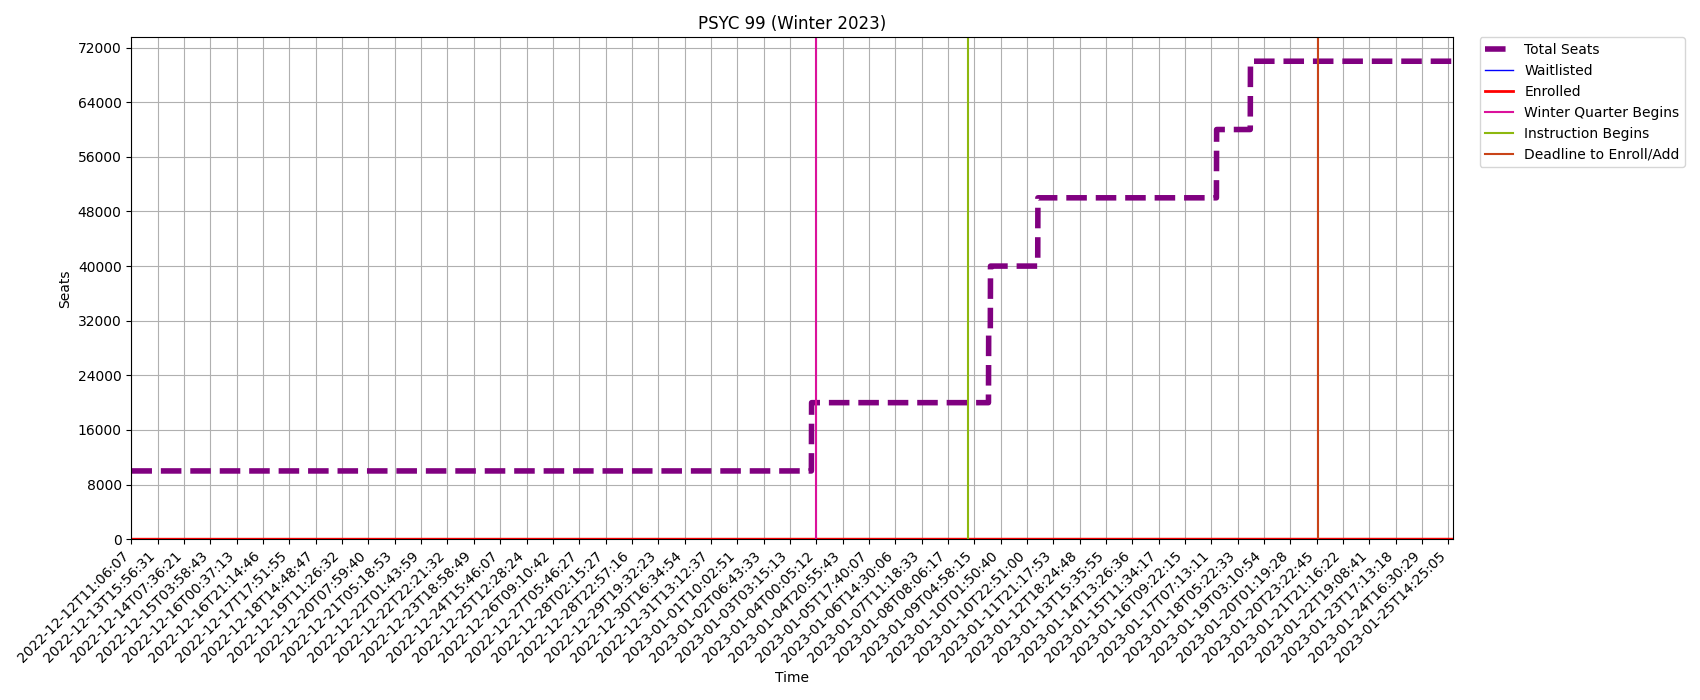 PSYC 99 (Winter 2023)
72000
64000
56000
48000
40000
32000
24000
16000
8000
0
Seats
Total Seats
Waitlisted
Enrolled
Winter Quarter Begins
Instruction Begins
Deadline to Enroll/Add
2022-12-12T11:06:07
2022-12-13T15:56:31
2022-12-14T07:36:21
2022-12-15T03:58:43
2022-12-16T00:37:13
2022-12-16T21:14:46
2022-12-17T17:51:55
2022-12-18T14:48:47
2022-12-19T11:26:32
2022-12-20T07:59:40
2022-12-21T05:18:53
2022-12-22T01:43:59
2022-12-22T22:21:32
2022-12-23T18:58:49
2022-12-24T15:46:07
2022-12-25T12:28:24
2022-12-26T09:10:42
2022-12-27T05:46:27
2022-12-28T02:15:27
2022-12-28T22:57:16
2022-12-29T19:32:23
2022-12-30T16:34:54
2022-12-31T13:12:37
2023-01-01T10:02:51
2023-01-02T06:43:33
2023-01-03T03:15:13
2023-01-04T00:05:12
2023-01-04T20:55:43
2023-01-05T17:40:07
2023-01-06T14:30:06
2023-01-07T11:18:33
2023-01-08T08:06:17
2023-01-09T04:58:15
2023-01-10T01:50:40
2023-01-10T22:51:00
2023-01-11T21:17:53
2023-01-12T18:24:48
2023-01-13T15:35:55
2023-01-14T13:26:36
2023-01-15T11:34:17
2023-01-16T09:22:15
2023-01-17T07:13:11
2023-01-18T05:22:33
2023-01-19T03:10:54
2023-01-20T01:19:28
2023-01-20T23:22:45
2023-01-21T21:16:22
2023-01-22T19:08:41
2023-01-23T17:13:18
2023-01-24T16:30:29
2023-01-25T14:25:05
Time